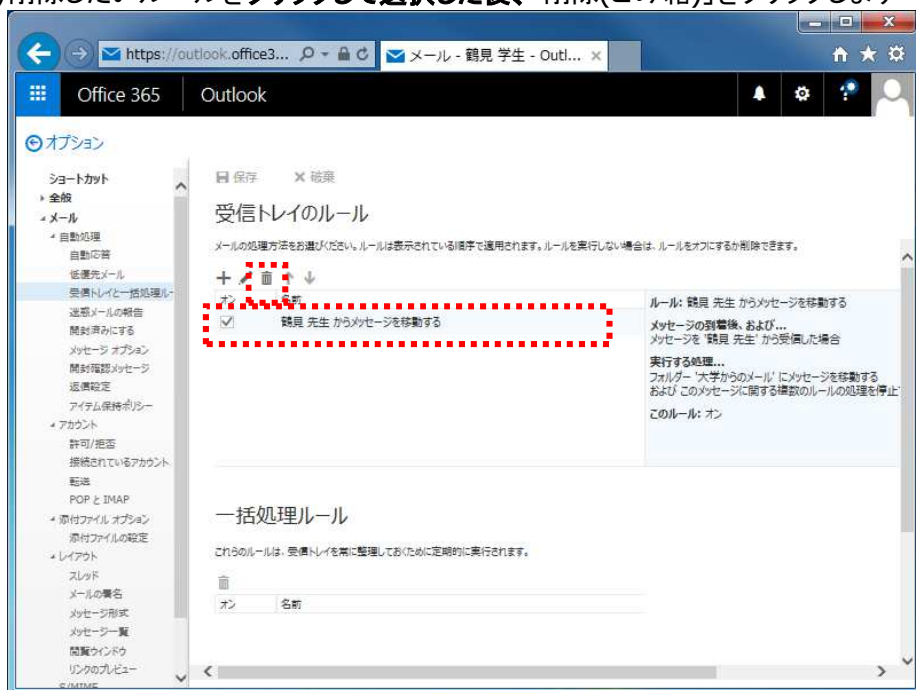 削除したいルールをクリックして選択した後、「削除(ごみ箱)」をクリックします
https://outlook.office3...
メール - 鶴見 学生 - Outl...
Office 365
Outlook
オプション
ショートカット
全般
メール
自動処理
自動応答
低優先メール
受信トレイと一括処理ル-
迷惑メールの報告
開封済みにする
メッセージ オプション
開封確認メッセージ
返信設定
アイテム保持ポリシー
アカウント
許可/拒否
接続されているアカウント
転送
POP と IMAP
添付ファイル オプション
添付ファイルの設定
レイアウト
スレッド
メールの署名
メッセージ形式
メッセージ一覧
閲覧ウィンドウ
リンクのプレビュー
S/MIME
保存
破棄
受信トレイのルール
メールの処理方法をお選びください。ルールは表示されている順序で適用されます。ルールを実行しない場合は、ルールをオフにするか削除できます。
オン
名前
鶴見 先生 からメッセージを移動する
ルール: 鶴見 先生 からメッセージを移動する
メッセージの到着後、および...
メッセージを '鶴見 先生' から受信した場合
実行する処理...
フォルダー '大学からのメール' にメッセージを移動する
および このメッセージに関する複数のルールの処理を停止
このルール: オン
一括処理ルール
これらのルールは、受信トレイを常に整理しておくために定期的に実行されます。
オン
名前